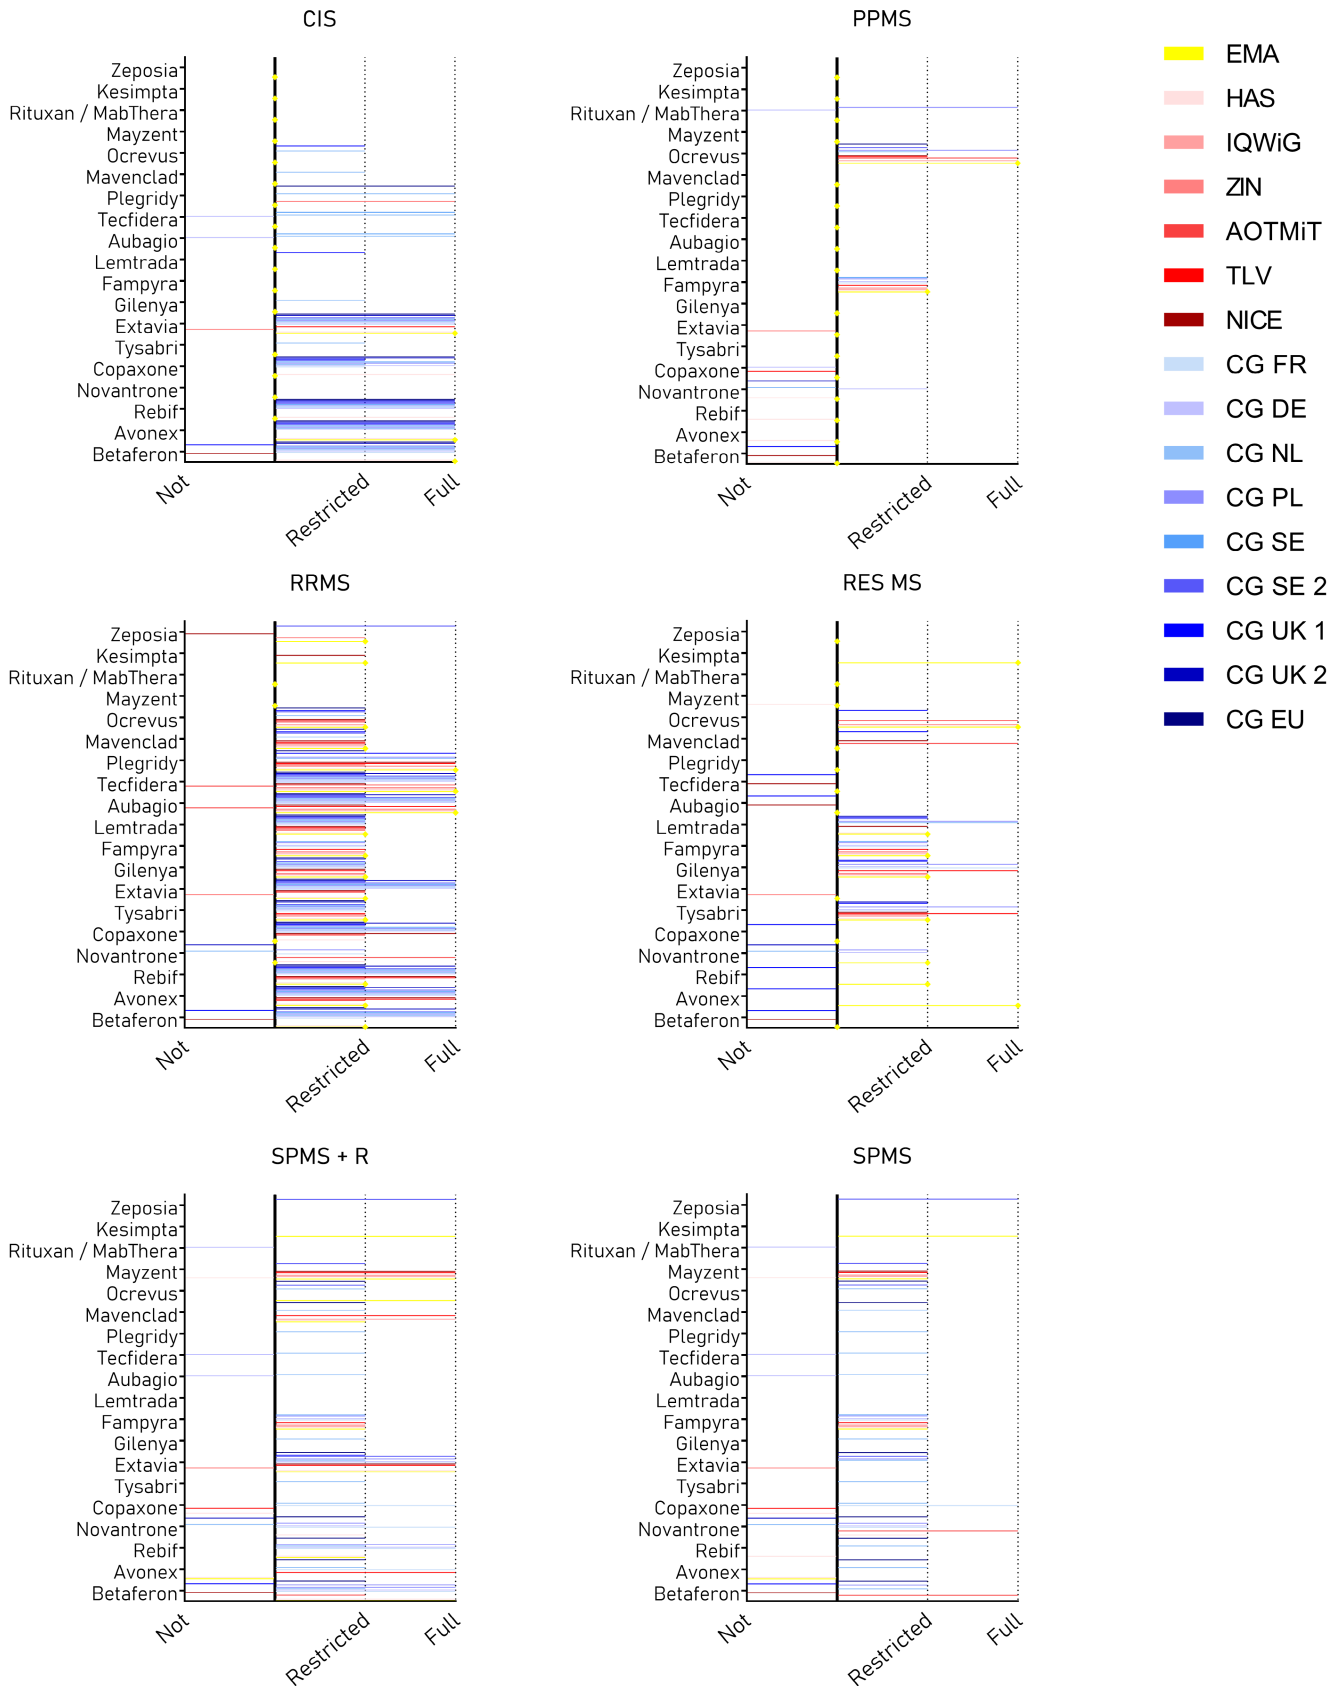 CIS
Zeposia
Kesimpta
Rituxan / MabThera
Mayzent
Ocrevus
Mavenclad
Plegridy
Tecfidera
Aubagio
Lemtrada
Fampyra
Gilenya
Extavia
Tysabri
Copaxone
Novantrone
Rebif
Avonex
Betaferon
Not
Restricted
Full
PPMS
Zeposia
Kesimpta
Rituxan / MabThera
Mayzent
Ocrevus
Mavenclad
Plegridy
Tecfidera
Aubagio
Lemtrada
Fampyra
Gilenya
Extavia
Tysabri
Copaxone
Novantrone
Rebif
Avonex
Betaferon
Not
Restricted
Full
EMA
HAS
IQWiG
ZIN
AOTMiT
TLV
NICE
CG FR
CG DE
CG NL
CG PL
CG SE
CG SE 2
CG UK 1
CG UK 2
CG EU
RRMS
Zeposia
Kesimpta
Rituxan / MabThera
Mayzent
Ocrevus
Mavenclad
Plegridy
Tecfidera
Aubagio
Lemtrada
Fampyra
Gilenya
Extavia
Tysabri
Copaxone
Novantrone
Rebif
Avonex
Betaferon
Not
Restricted
Full
RES MS
Zeposia
Kesimpta
Rituxan / MabThera
Mayzent
Ocrevus
Mavenclad
Plegridy
Tecfidera
Aubagio
Lemtrada
Fampyra
Gilenya
Extavia
Tysabri
Copaxone
Novantrone
Rebif
Avonex
Betaferon
Not
Restricted
Full
SPMS + R
Zeposia
Kesimpta
Rituxan / MabThera
Mayzent
Ocrevus
Mavenclad
Plegridy
Tecfidera
Aubagio
Lemtrada
Fampyra
Gilenya
Extavia
Tysabri
Copaxone
Novantrone
Rebif
Avonex
Betaferon
Not
Restricted
Full
SPMS
Zeposia
Kesimpta
Rituxan / MabThera
Mayzent
Ocrevus
Mavenclad
Plegridy
Tecfidera
Aubagio
Lemtrada
Fampyra
Gilenya
Extavia
Tysabri
Copaxone
Novantrone
Rebif
Avonex
Betaferon
Not
Restricted
Full